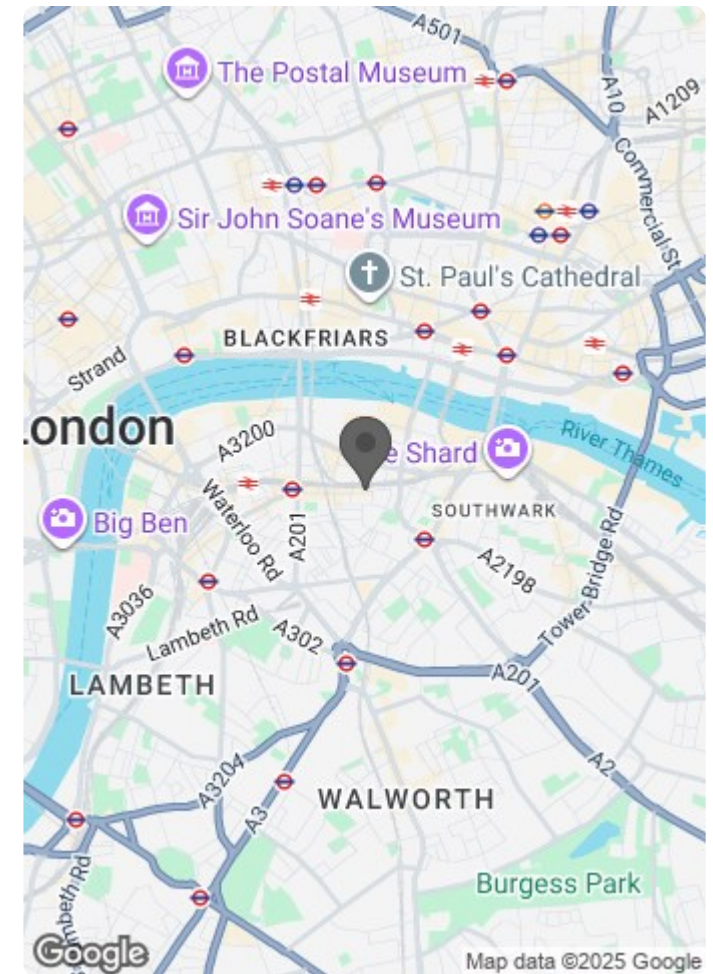 A501
The Postal Museum
A10
A1209
Commercial St
Sir John Soane's Museum
St. Paul's Cathedral
BLACKFRIARS
Strand
London
A3200
e Shard
River Thames
Big Ben
Waterloo Rd
A201
SOUTHWARK
A2198
Tower Bridge Rd
A3036
Lambeth Rd
A302
LAMBETH
A201
A3204
A3
A2
WALWORTH
Burgess Park
mbeth Rd
Google
Map data ©2025 Google